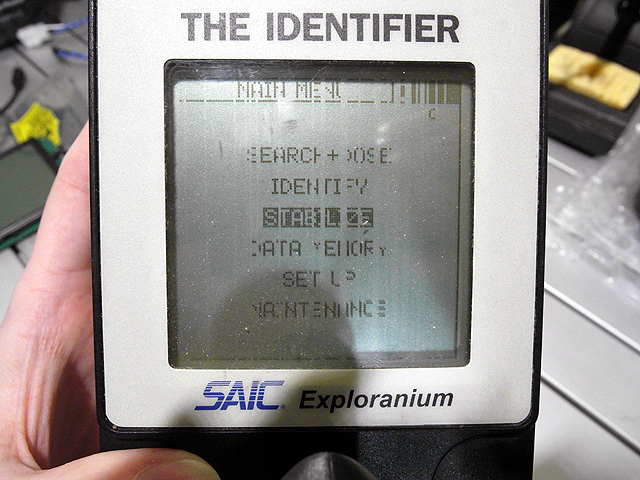 THE IDENTIFIER
MAIN MENU
C
SEARCH+DOSE
IDENTIFY
STABILIZE
DATA MEMORY
SET UP
MAINTENANCE
SAIC Exploranium